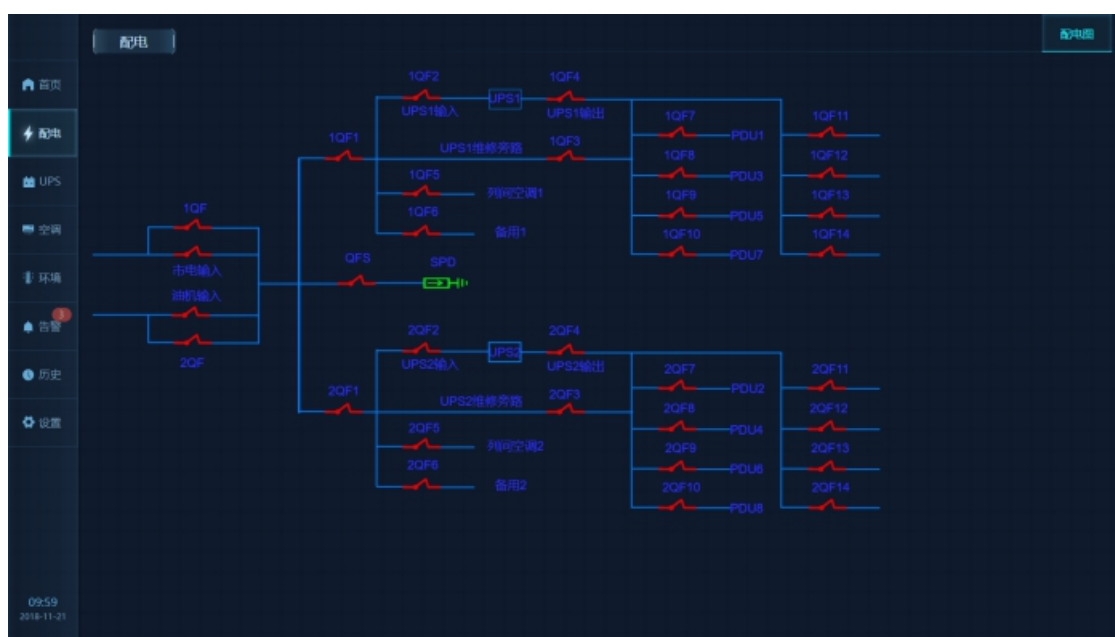 配电
配电图
首页
配电
UPS
空调
环境
3
告警
历史
设置
09:59
2018-11-21
1QF
市电输入
油机输入
2QF
1QF1
1QF2
UPS1输入
UPS1
1QF4
UPS1输出
UPS1维修旁路
1QF3
1QF5
列间空调1
1QF6
备用1
QFS
SPD
1QF7
PDU1
1QF8
PDU3
1QF9
PDU5
1QF10
PDU7
1QF11
1QF12
1QF13
1QF14
2QF1
2QF2
UPS2输入
UPS2
2QF4
UPS2输出
UPS2维修旁路
2QF3
2QF5
列间空调2
2QF6
备用2
2QF7
PDU2
2QF8
PDU4
2QF9
PDU6
2QF10
PDU8
2QF11
2QF12
2QF13
2QF14